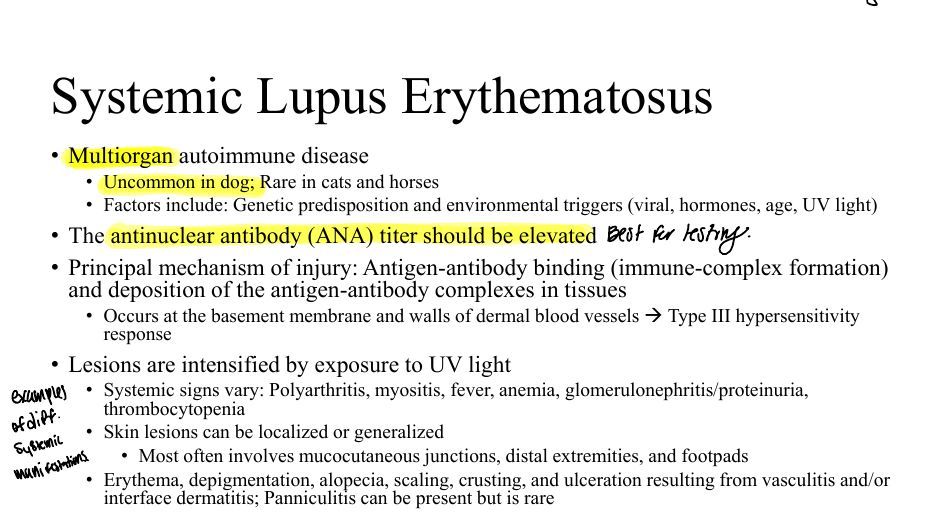 Systemic Lupus Erythematosus
• Multiorgan autoimmune disease
• Uncommon in dog; Rare in cats and horses
• Factors include: Genetic predisposition and environmental triggers (viral, hormones, age, UV light)
• The antinuclear antibody (ANA) titer should be elevated Best for testing.
• Principal mechanism of injury: Antigen-antibody binding (immune-complex formation)
and deposition of the antigen-antibody complexes in tissues
• Occurs at the basement membrane and walls of dermal blood vessels → Type III hypersensitivity
response
• Lesions are intensified by exposure to UV light
examples
of diff.
systemic
manifestations
• Systemic signs vary: Polyarthritis, myositis, fever, anemia, glomerulonephritis/proteinuria,
thrombocytopenia
• Skin lesions can be localized or generalized
• Most often involves mucocutaneous junctions, distal extremities, and footpads
• Erythema, depigmentation, alopecia, scaling, crusting, and ulceration resulting from vasculitis and/or
interface dermatitis; Panniculitis can be present but is rare